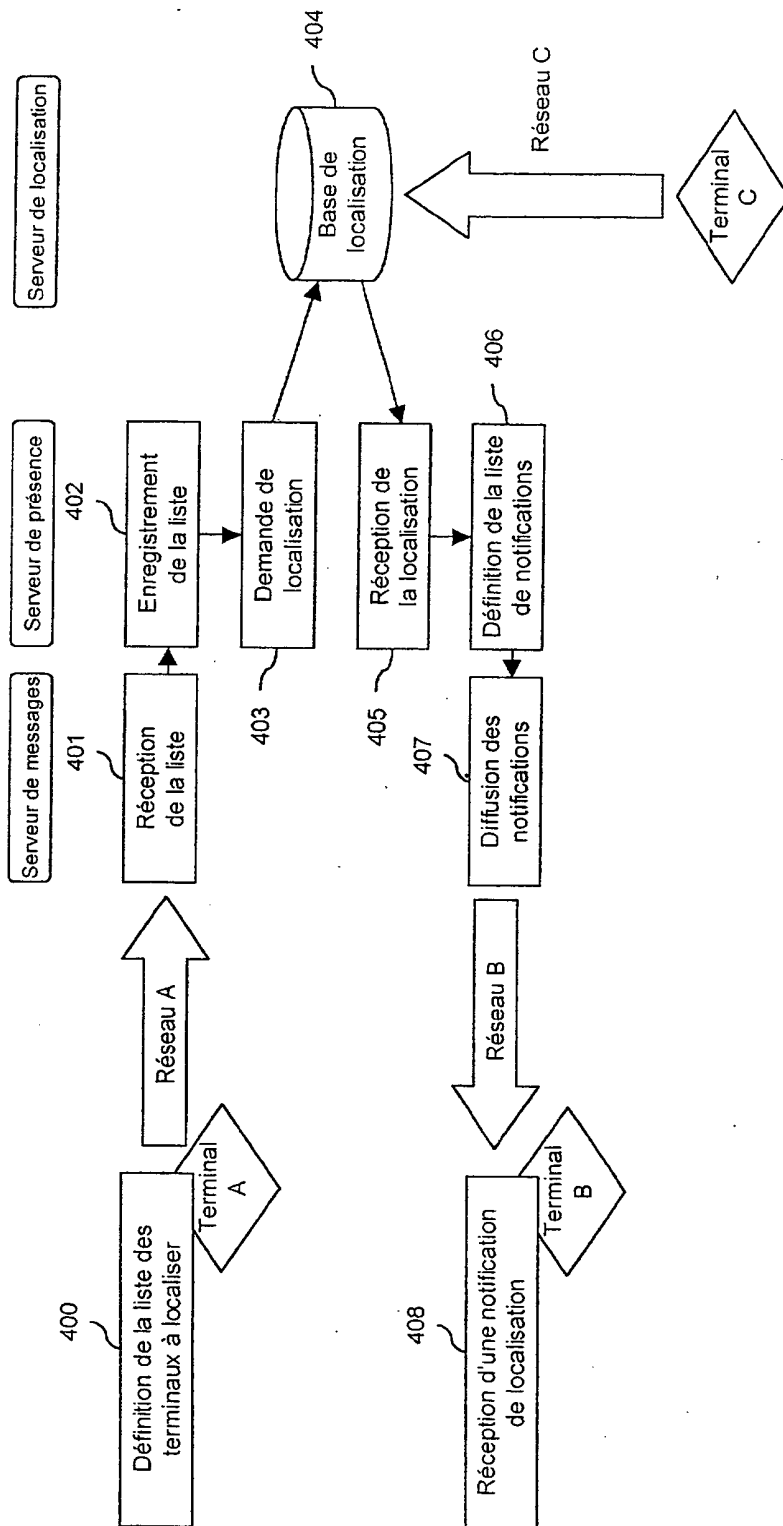 Serveur de messages
Serveur de présence
Serveur de localisation
400
Définition de la liste des
terminaux à localiser
Terminal
A
Réseau A
401
Réception
de la liste
402
Enregistrement
de la liste
403
Demande de
localisation
404
Base de
localisation
Réseau C
Terminal
C
405
Réception de
la localisation
406
Définition de la liste
de notifications
407
Diffusion des
notifications
Réseau B
408
Réception d'une notification
de localisation
Terminal
B